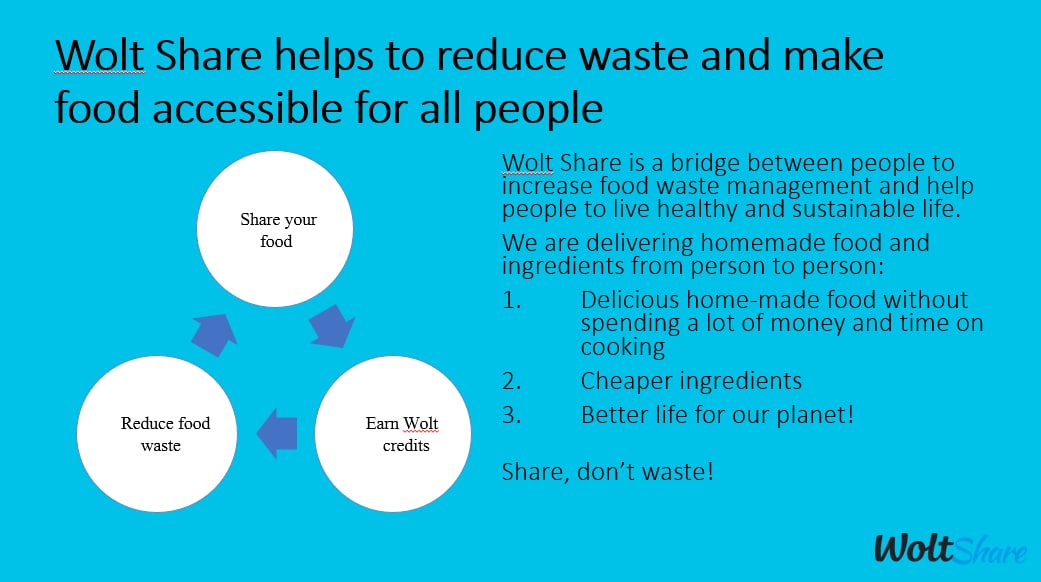 Wolt Share helps to reduce waste and make
food accessible for all people
Share your
food
Reduce food
waste
Earn Wolt
credits
Wolt Share is a bridge between people to
increase food waste management and help
people to live healthy and sustainable life.
We are delivering homemade food and
ingredients from person to person:
1. Delicious home-made food without
spending a lot of money and time on
cooking
2. Cheaper ingredients
3. Better life for our planet!
Share, don’t waste!
Wolt Share